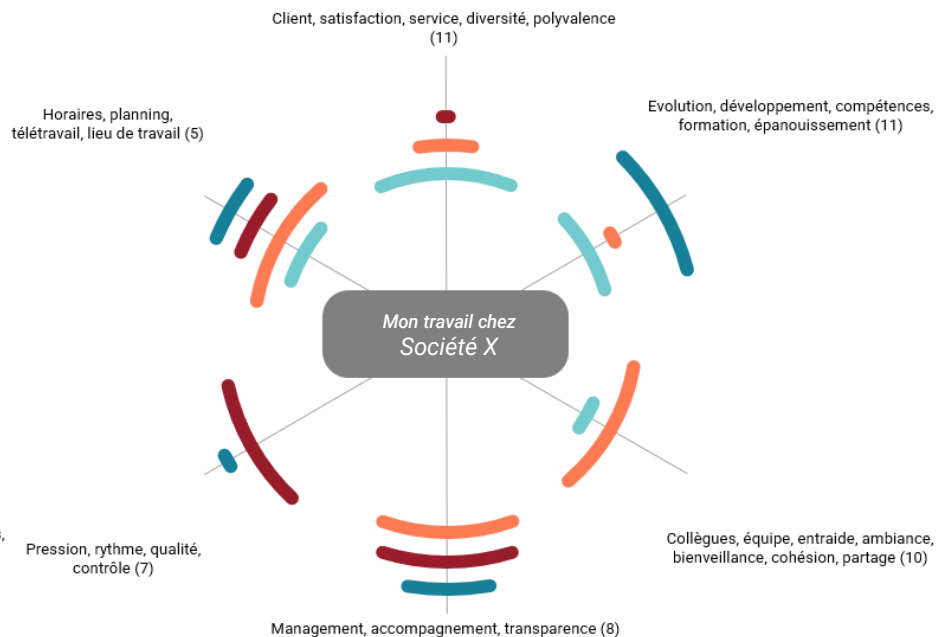 Client, satisfaction, service, diversité, polyvalence
(11)
Evolution, développement, compétences,
formation, épanouissement (11)
Horaires, planning,
télétravail, lieu de travail (5)
Mon travail chez
Société X
Collègues, équipe, entraide, ambiance,
bienveillance, cohésion, partage (10)
Pression, rythme, qualité,
contrôle (7)
Management, accompagnement, transparence (8)